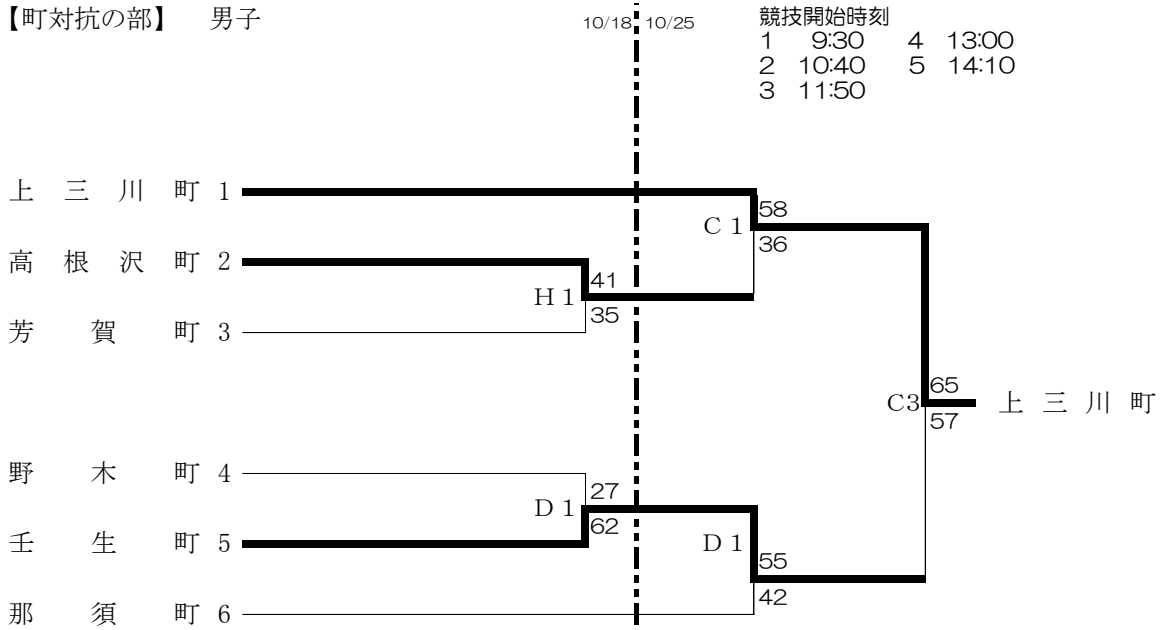 【町対抗の部】 男子
10/18 10/25
競技開始時刻
1 9:30 4 13:00
2 10:40 5 14:10
3 11:50
上三川町 1
58
C 1
36
高根沢町 2
41
H 1
35
芳賀町 3
65
C3 上三川町
57
野木町 4
27
D 1
62
壬生町 5
D 1
55
42
那須町 6